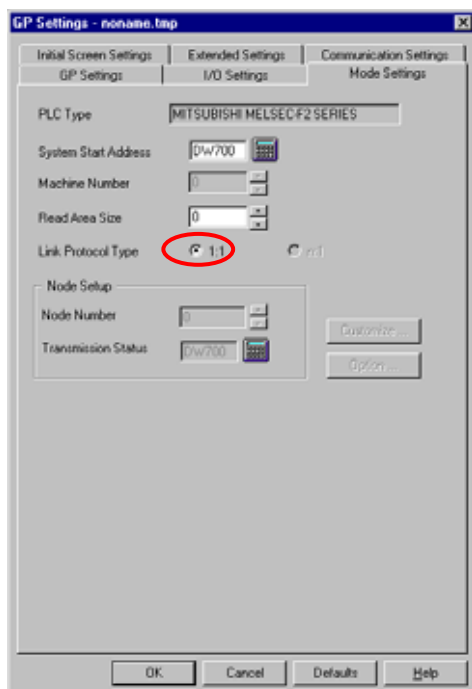 GP Settings - noname.tmp
Initial Screen Settings Extended Settings Communication Settings
GP Settings I/O Settings Mode Settings
PLC Type MITSUBISHI MELSEC-F2 SERIES
System Start Address DW700
Machine Number 0
Read Area Size 0
Link Protocol Type 1:1 n:1
Node Setup
Node Number 0
Transmission Status DW700
Customize ...
Option ...
OK Cancel Defaults Help